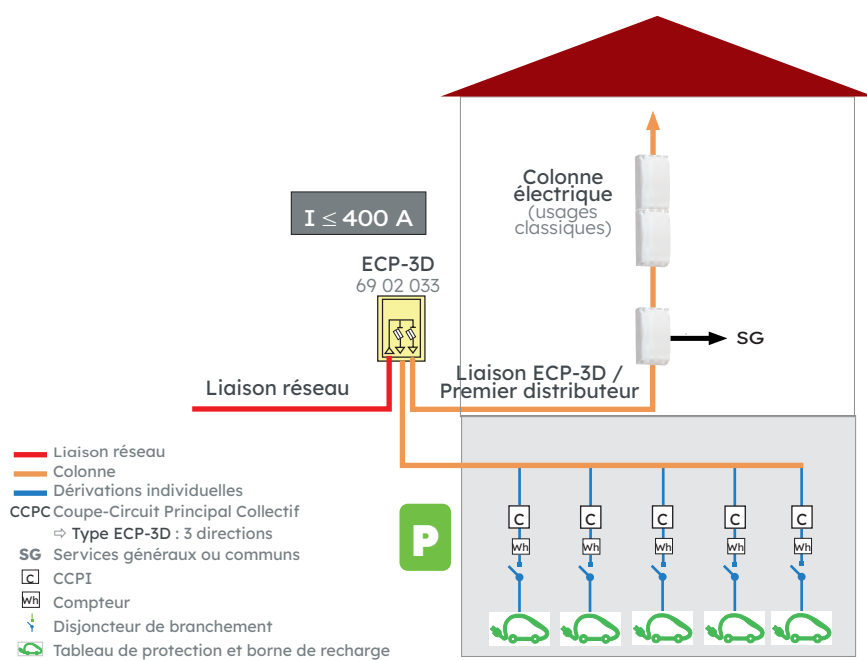 Colonne
électrique
(usages
classiques)
I ≤ 400 A
ECP-3D
69 02 033
SG
Liaison ECP-3D /
Premier distributeur
Liaison réseau
Liaison réseau
Colonne
Dérivations individuelles
CCPC Coupe-Circuit Principal Collectif
⇨ Type ECP-3D : 3 directions
SG Services généraux ou communs
C CCPI
Wh Compteur
Disjoncteur de branchement
Tableau de protection et borne de recharge
P
C C C C C
Wh Wh Wh Wh Wh